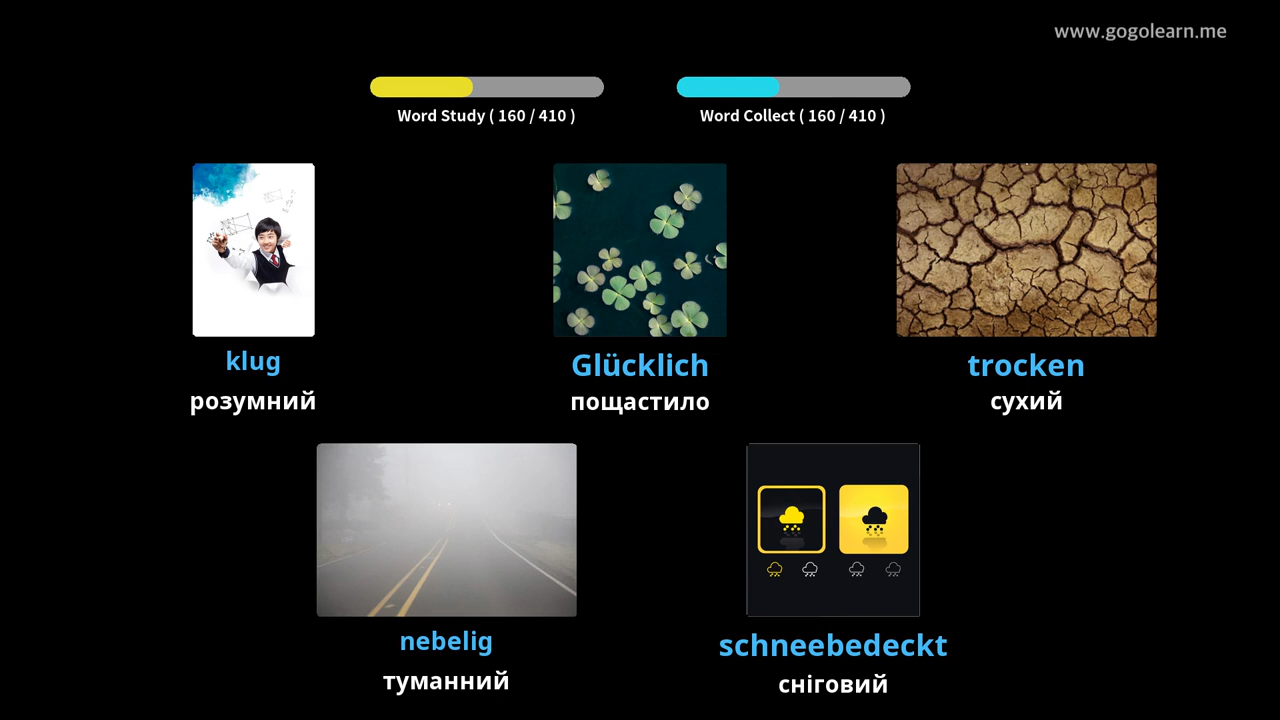 www.gogolearn.me
Word Study ( 160 / 410 )
Word Collect ( 160 / 410 )
klug
розумний
Glücklich
пощастило
trocken
сухий
nebelig
туманний
schneebedeckt
сніговий